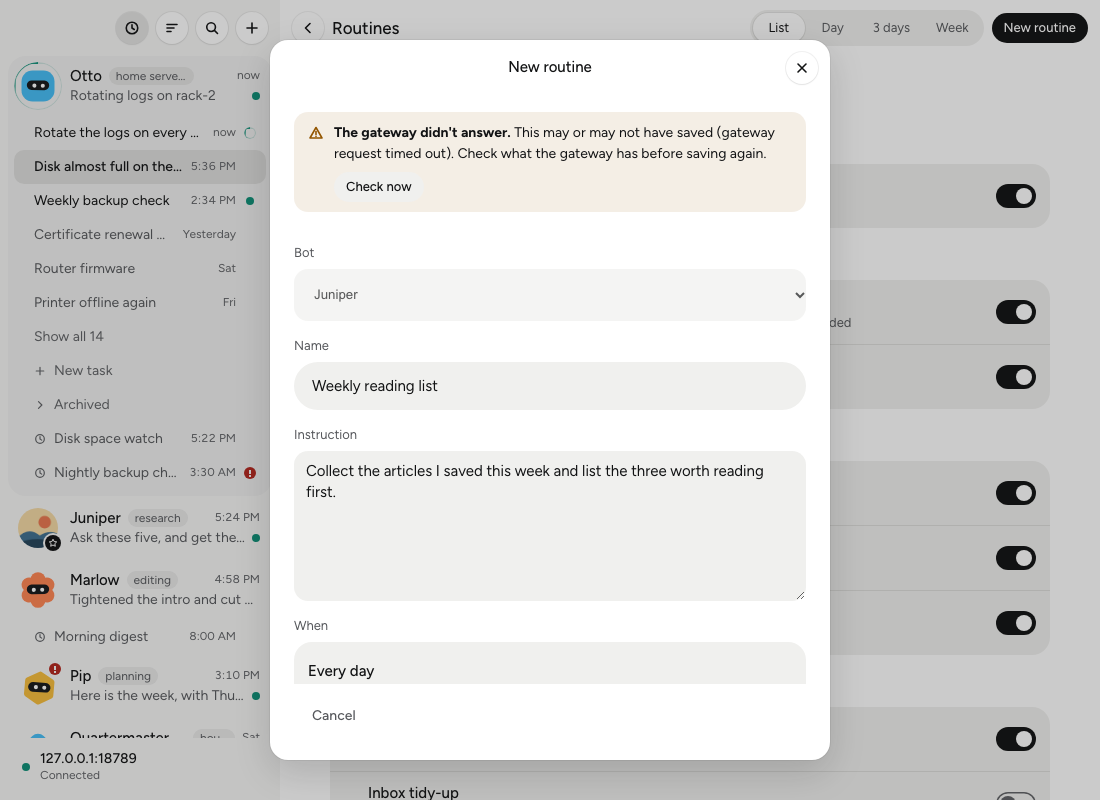 Routines
List
Day
3 days
Week
New routine
Otto
home serve…
now
Rotating logs on rack-2
Rotate the logs on every …
now
Disk almost full on the…
5:36 PM
Weekly backup check
2:34 PM
Certificate renewal …
Yesterday
Router firmware
Sat
Printer offline again
Fri
Show all 14
New task
Archived
Disk space watch
5:22 PM
Nightly backup ch…
3:30 AM
Juniper
research
5:24 PM
Ask these five, and get the…
Marlow
editing
4:58 PM
Tightened the intro and cut …
Morning digest
8:00 AM
Pip
planning
3:10 PM
Here is the week, with Thu…
Quartermaster
Sat
127.0.0.1:18789
Connected
New routine
The gateway didn't answer. This may or may not have saved (gateway
request timed out). Check what the gateway has before saving again.
Check now
Bot
Juniper
Name
Weekly reading list
Instruction
Collect the articles I saved this week and list the three worth reading
first.
When
Every day
Cancel
Inbox tidy-up